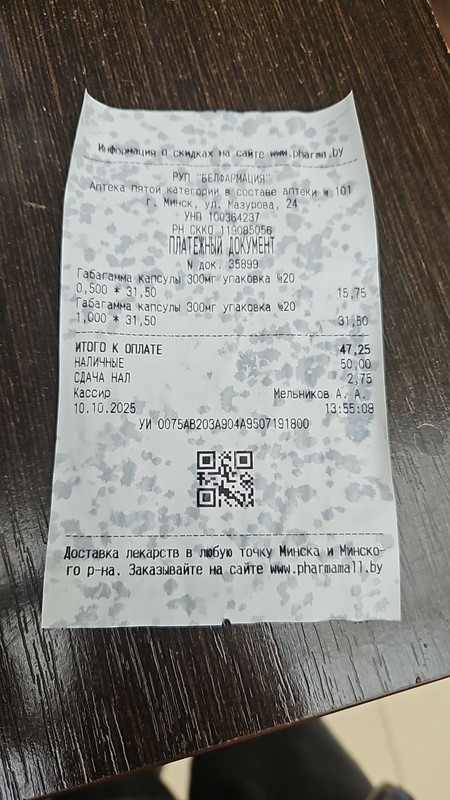 Информация о скидках на сайте www.pharma.by
РУП "БЕЛФАРМАЦИЯ"
Аптека пятой категории в составе аптеки № 101
г. Минск, ул. Мазурова, 24
УНП 100364237
РН СККО 119085056
ПЛАТЕЖНЫЙ ДОКУМЕНТ
N док. 35899
Габагамма капсулы 300мг упаковка №20
0,500 * 31,50 15,75
Габагамма капсулы 300мг упаковка №20
1,000 * 31,50 31,50
ИТОГО К ОПЛАТЕ 47,25
НАЛИЧНЫЕ 50,00
СДАЧА НАЛ 2,75
Кассир Мельников А. А.
10.10.2025 13:55:08
УИ 0075AB203A904A9507191800
Доставка лекарств в любую точку Минска и Минско-
го р-на. Заказывайте на сайте www.pharmamall.by